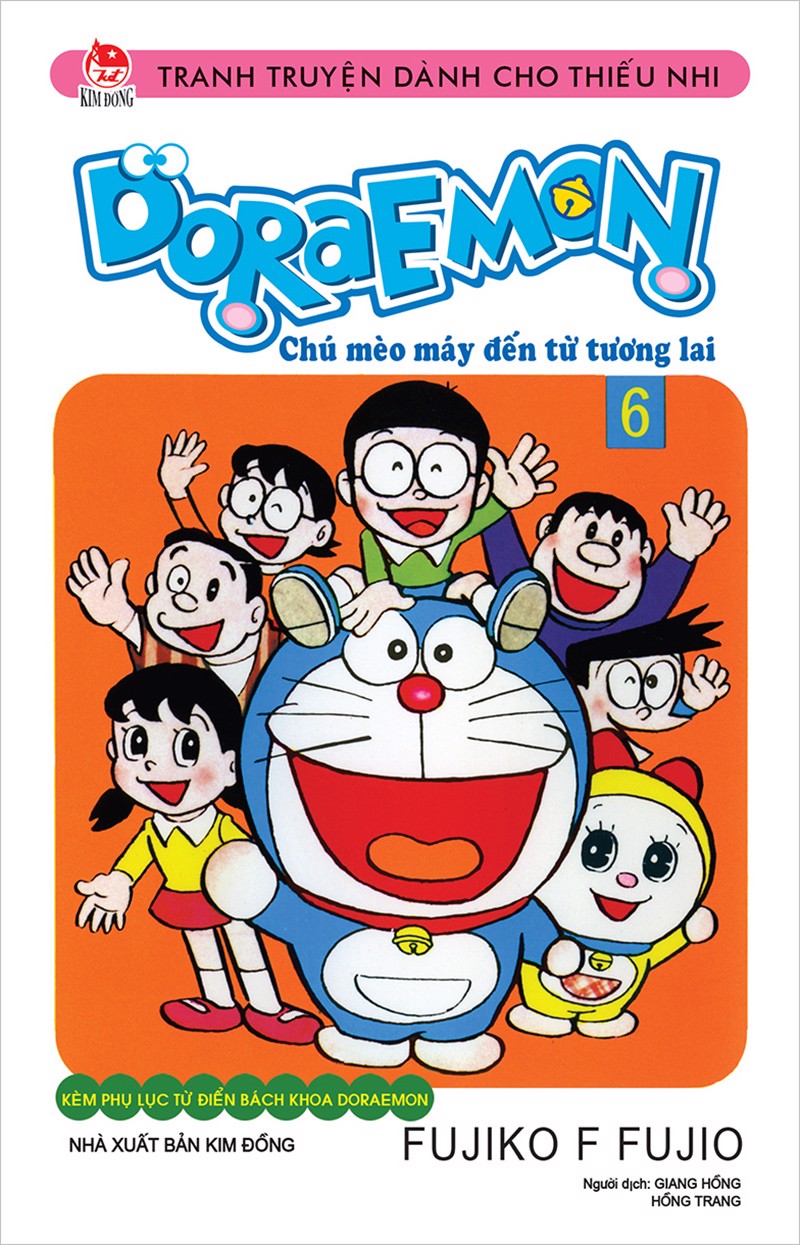 KIM ĐỒNG
TRANH TRUYỆN DÀNH CHO THIẾU NHI
DORAEMON
Chú mèo máy đến từ tương lai
6
KÈM PHỤ LỤC TỪ ĐIỂN BÁCH KHOA DORAEMON
NHÀ XUẤT BẢN KIM ĐỒNG
FUJIKO F FUJIO
Người dịch: GIANG HỒNG
HỒNG TRANG